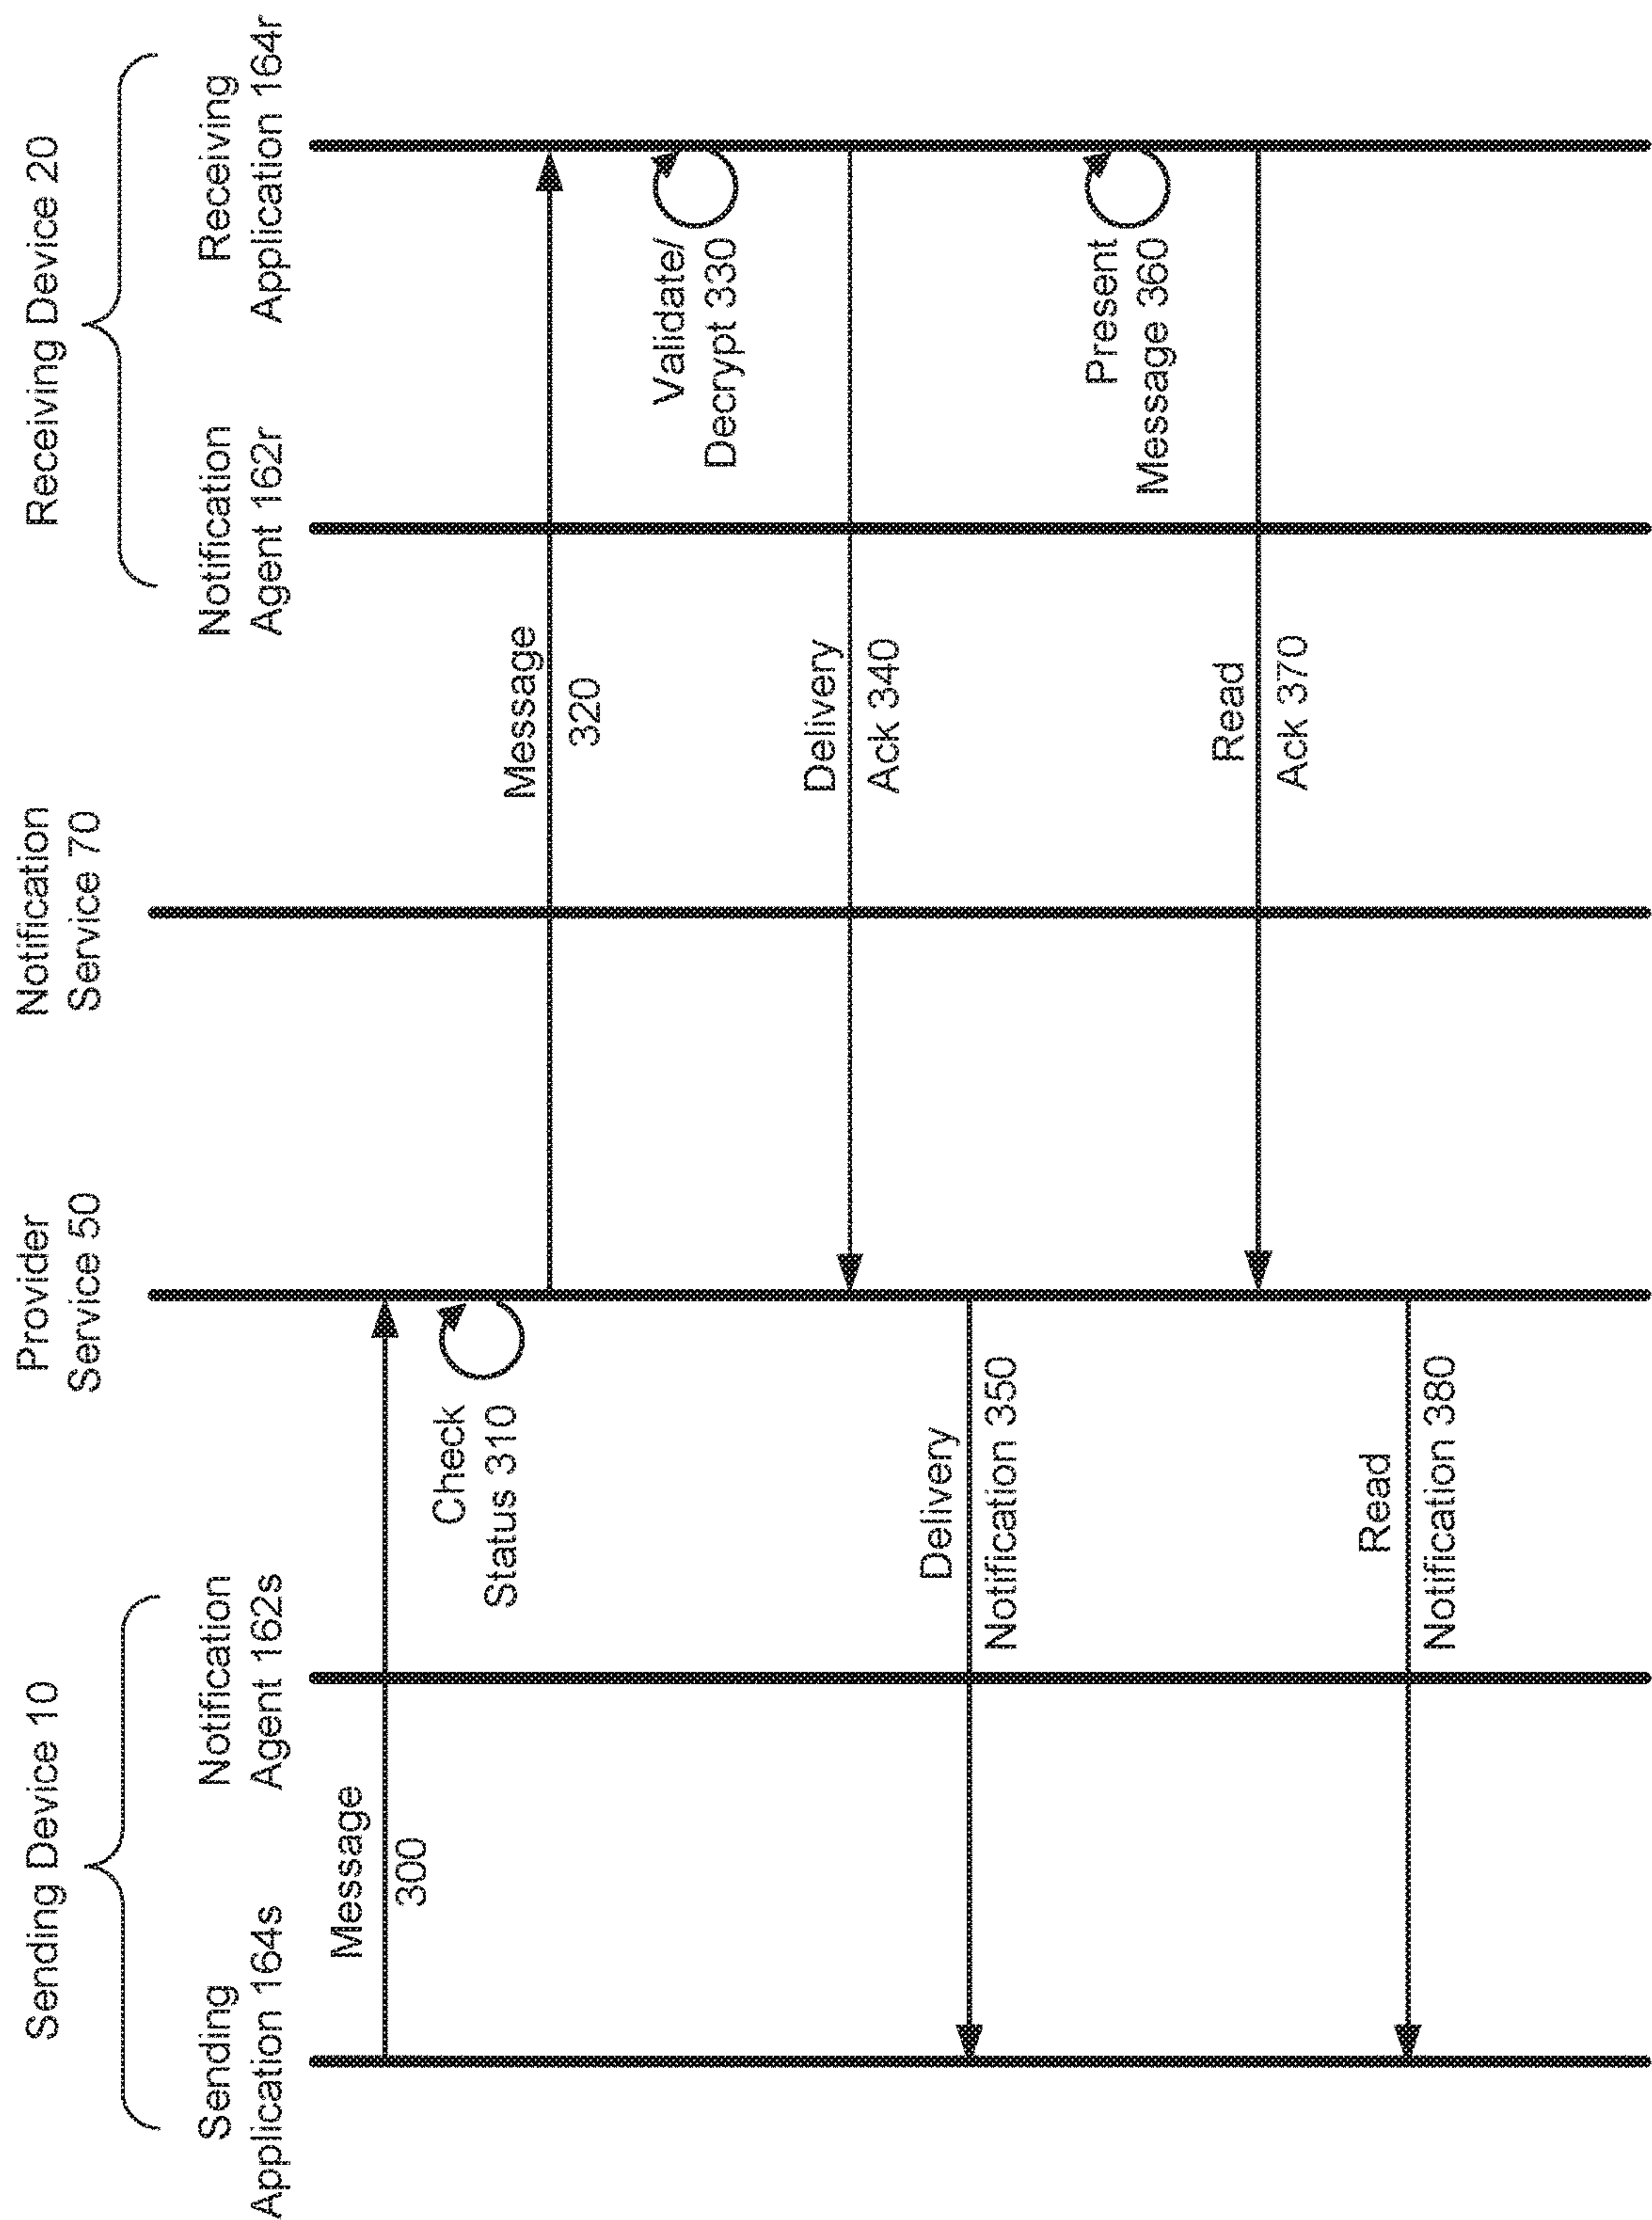 Sending Device 10
Provider
Service 50
Notification
Service 70
Receiving Device 20
Sending
Application 164s
Notification
Agent 162s
Notification
Agent 162r
Receiving
Application 164r
Message
300
Check
Status 310
Message
320
Validate/
Decrypt 330
Delivery
Ack 340
Delivery
Notification 350
Present
Message 360
Read
Ack 370
Read
Notification 380